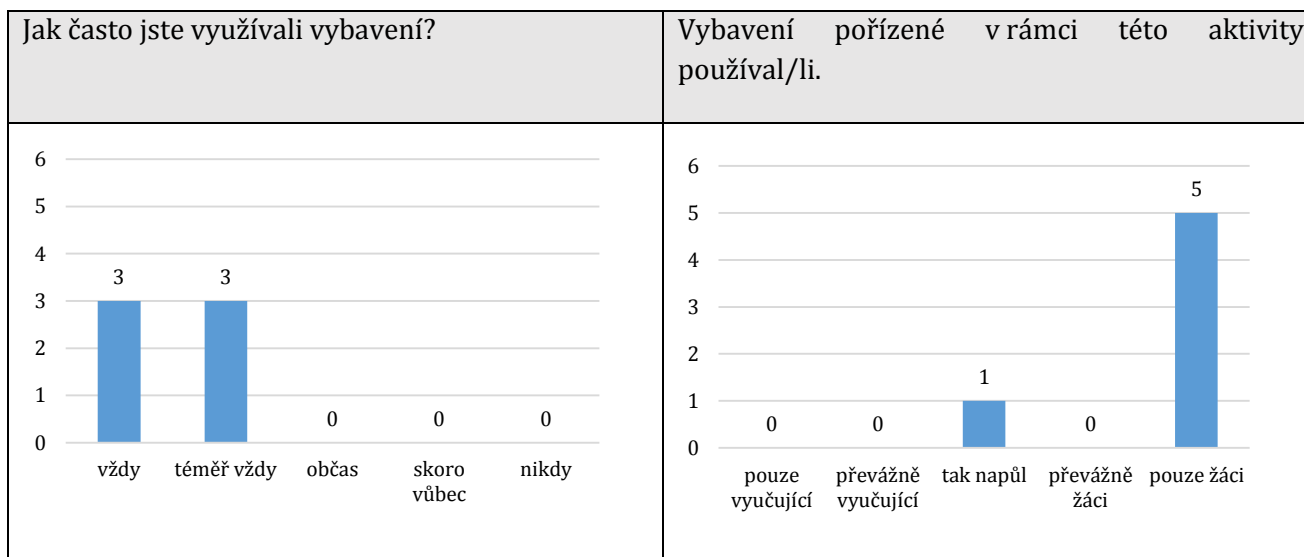 Jak často jste využívali vybavení?
Vybavení pořízené v rámci této aktivity
používal/li.
6
5
4
3
2
1
0
3
3
0
0
0
vždy
téměř vždy
občas
skoro
vůbec
nikdy
6
5
4
3
2
1
0
0
0
1
0
5
pouze
vyučující
převážně
vyučující
tak napůl
převážně
žáci
pouze žáci